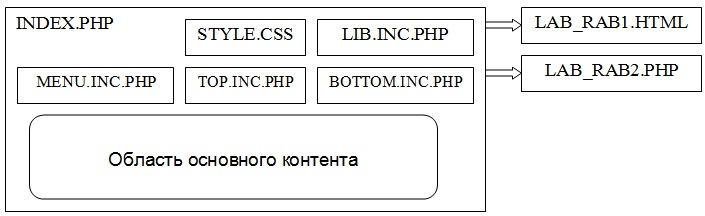 INDEX.PHP
STYLE.CSS
LIB.INC.PHP
LAB_RAB1.HTML
MENU.INC.PHP
TOP.INC.PHP
BOTTOM.INC.PHP
LAB_RAB2.PHP
Область основного контента